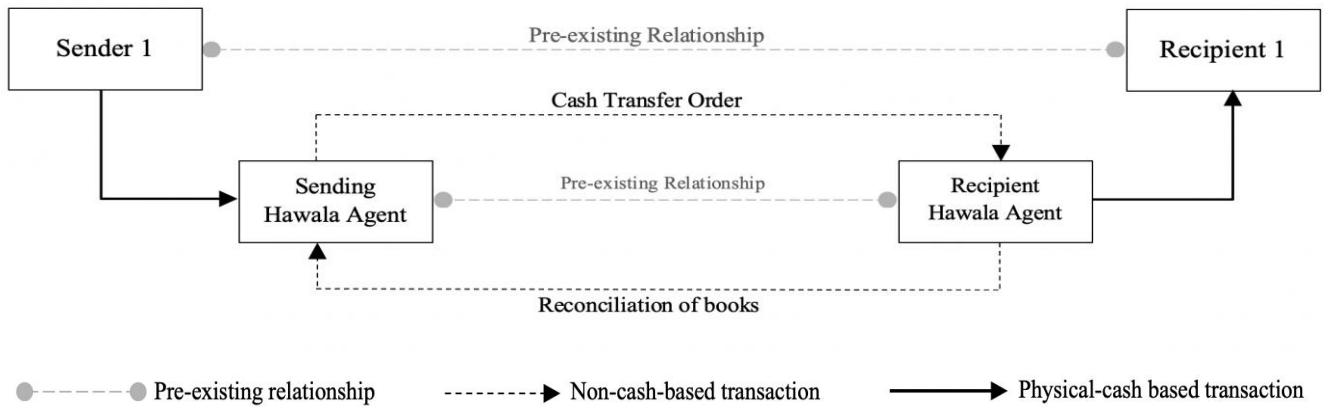 Sender 1
Pre-existing Relationship
Recipient 1
Cash Transfer Order
Sending
Hawala Agent
Pre-existing Relationship
Recipient
Hawala Agent
Reconciliation of books
Pre-existing relationship
Non-cash-based transaction
Physical-cash based transaction